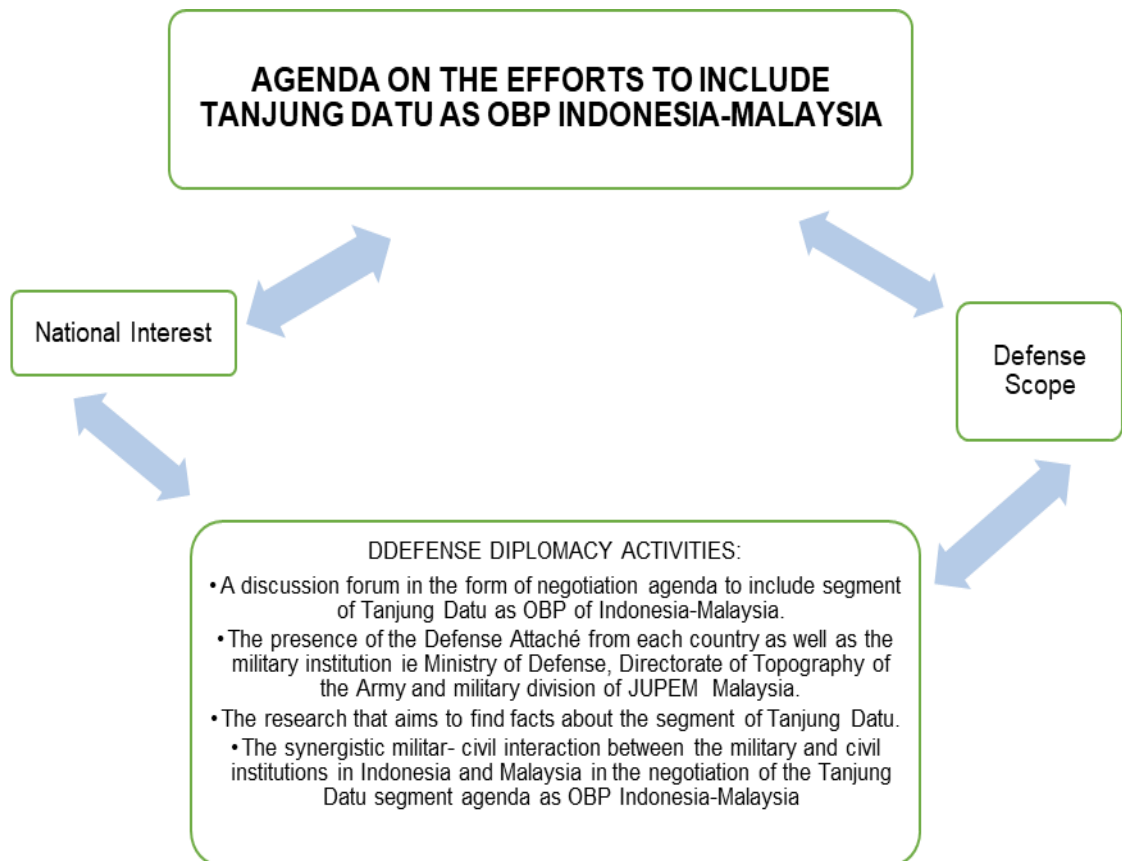 AGENDA ON THE EFFORTS TO INCLUDE
TANJUNG DATU AS OBP INDONESIA-MALAYSIA
National Interest
Defense
Scope
DDEFENSE DIPLOMACY ACTIVITIES:
• A discussion forum in the form of negotiation agenda to include segment
of Tanjung Datu as OBP of Indonesia-Malaysia.
• The presence of the Defense Attaché from each country as well as the
military institution ie Ministry of Defense, Directorate of Topography of
the Army and military division of JUPEM Malaysia.
• The research that aims to find facts about the segment of Tanjung Datu.
• The synergistic militar- civil interaction between the military and civil
institutions in Indonesia and Malaysia in the negotiation of the Tanjung
Datu segment agenda as OBP Indonesia-Malaysia